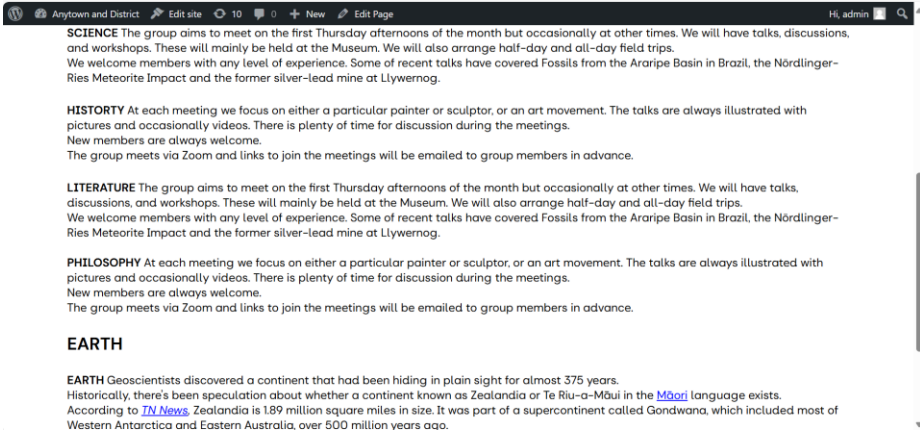 Anytown and District Edit site 10 0 New Edit Page Hi, admin
SCIENCE The group aims to meet on the first Thursday afternoons of the month but occasionally at other times. We will have talks, discussions,
and workshops. These will mainly be held at the Museum. We will also arrange half-day and all-day field trips.
We welcome members with any level of experience. Some of recent talks have covered Fossils from the Araripe Basin in Brazil, the Nördlinger-
Ries Meteorite Impact and the former silver-lead mine at Llywernog.
HISTORTY At each meeting we focus on either a particular painter or sculptor, or an art movement. The talks are always illustrated with
pictures and occasionally videos. There is plenty of time for discussion during the meetings.
New members are always welcome.
The group meets via Zoom and links to join the meetings will be emailed to group members in advance.
LITERATURE The group aims to meet on the first Thursday afternoons of the month but occasionally at other times. We will have talks,
discussions, and workshops. These will mainly be held at the Museum. We will also arrange half-day and all-day field trips.
We welcome members with any level of experience. Some of recent talks have covered Fossils from the Araripe Basin in Brazil, the Nördlinger-
Ries Meteorite Impact and the former silver-lead mine at Llywernog.
PHILOSOPHY At each meeting we focus on either a particular painter or sculptor, or an art movement. The talks are always illustrated with
pictures and occasionally videos. There is plenty of time for discussion during the meetings.
New members are always welcome.
The group meets via Zoom and links to join the meetings will be emailed to group members in advance.
EARTH
EARTH Geoscientists discovered a continent that had been hiding in plain sight for almost 375 years.
Historically, there's been speculation about whether a continent known as Zealandia or Te Riu-a-Māui in the Māori language exists.
According to TN News, Zealandia is 1.89 million square miles in size. It was part of a supercontinent called Gondwana, which included most of
Western Antarctica and Eastern Australia, over 500 million years ago.